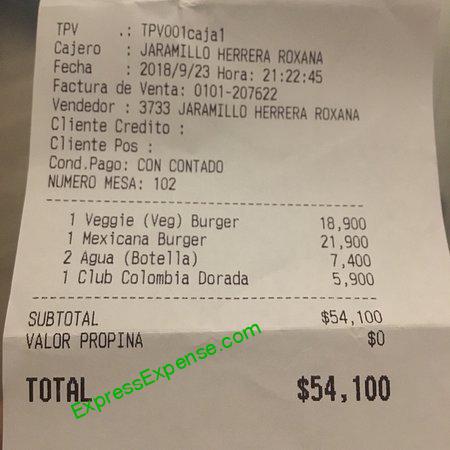 TPV .: TPV001caja1
Cajero : JARAMILLO HERRERA ROXANA
Fecha : 2018/9/23 Hora: 21:22:45
Factura de Venta: 0101-207622
Vendedor : 3733 JARAMILLO HERRERA ROXANA
Cliente Credito :
Cliente Pos :
Cond.Pago: CON CONTADO
NUMERO MESA: 102
1 Veggie (Veg) Burger 18,900
1 Mexicana Burger 21,900
2 Agua (Botella) 7,400
1 Club Colombia Dorada 5,900
SUBTOTAL $54,100
VALOR PROPINA $0
TOTAL $54,100
ExpressExpense.com